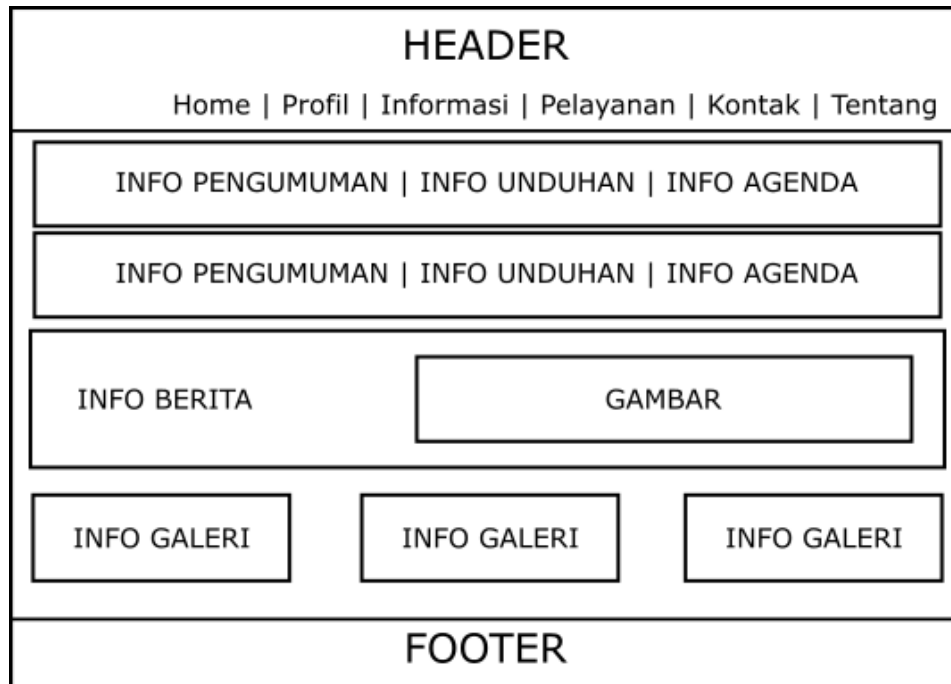 HEADER
Home | Profil | Informasi | Pelayanan | Kontak | Tentang
INFO PENGUMUMAN | INFO UNDUHAN | INFO AGENDA
INFO PENGUMUMAN | INFO UNDUHAN | INFO AGENDA
INFO BERITA GAMBAR
INFO GALERI INFO GALERI INFO GALERI
FOOTER